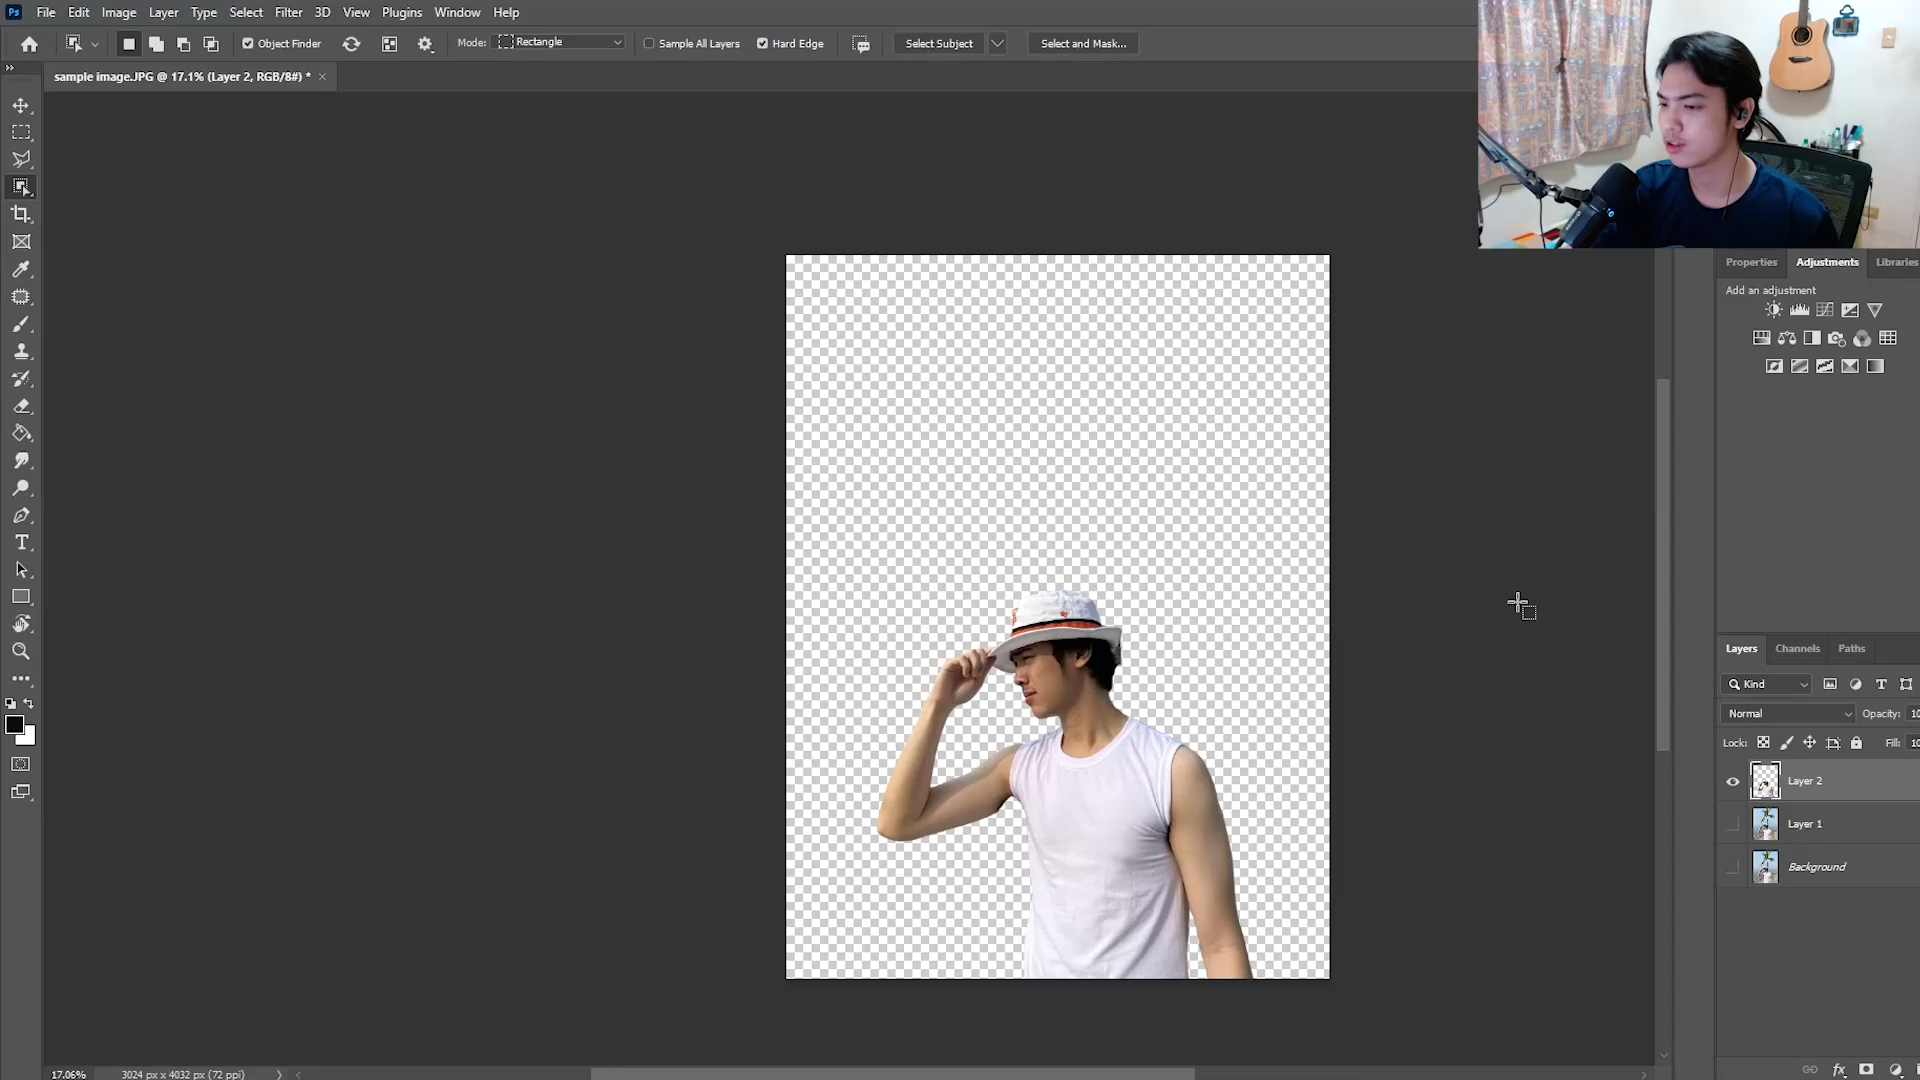 Ps File Edit Image Layer Type Select Filter 3D View Plugins Window Help
Object Finder Mode: Rectangle Sample All Layers Hard Edge Select Subject Select and Mask...
sample image.JPG @ 17.1% (Layer 2, RGB/8#) *
Properties Adjustments Libraries
Add an adjustment
Layers Channels Paths
Kind
Normal Opacity: 10
Lock: Fill: 10
Layer 2
Layer 1
Background
17.06% 3024 px x 4032 px (72 ppi)